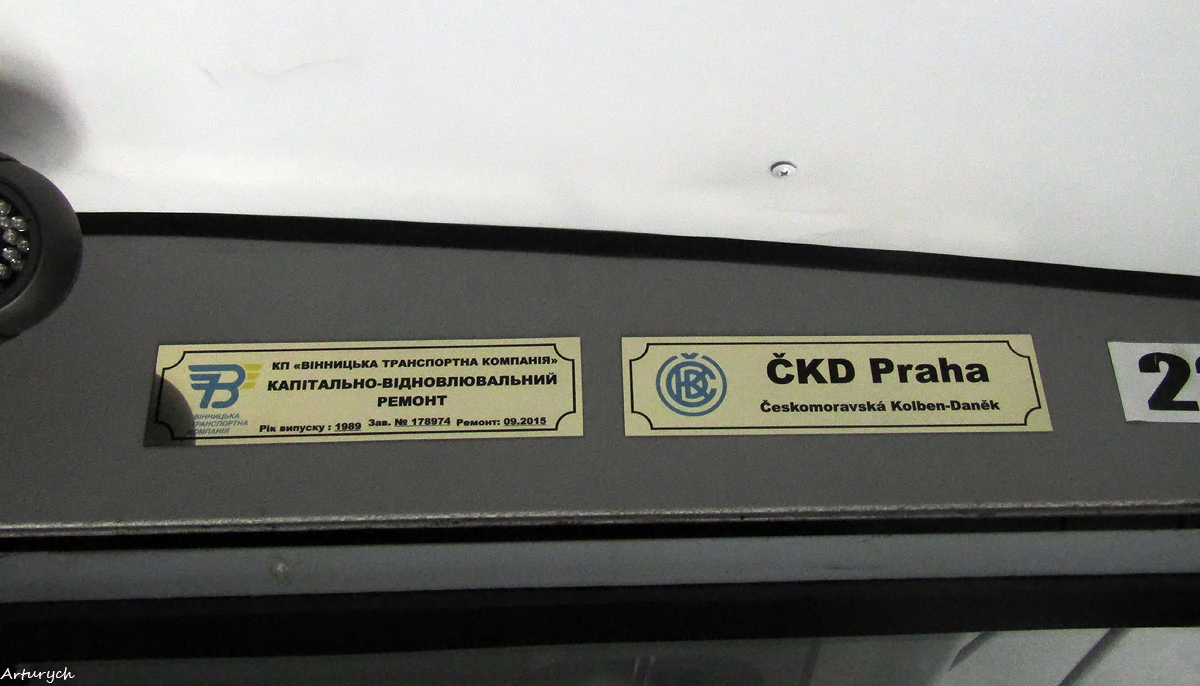 КП «ВІННИЦЬКА ТРАНСПОРТНА КОМПАНІЯ»
КАПІТАЛЬНО-ВІДНОВЛЮВАЛЬНИЙ
РЕМОНТ
ВІННИЦЬКА
ТРАНСПОРТНА
КОМПАНІЯ
Рік випуску : 1989 Зав. № 178974 Ремонт: 09.2015
ČKD Praha
Českomoravská Kolben-Daněk
Arturych